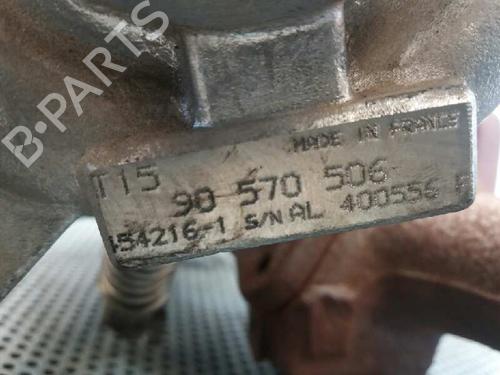 B-PARTS
MADE IN FRANCE
T15
90 570 506
454216-1 S/N AL 400556